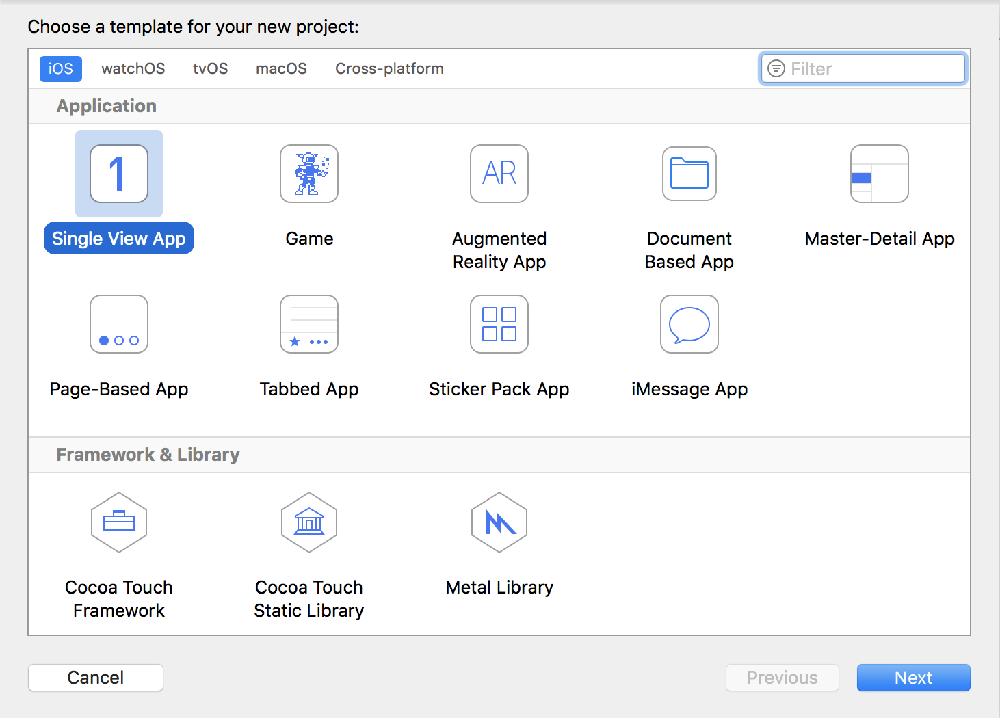 Choose a template for your new project:
iOS watchOS tvOS macOS Cross-platform Filter
Application
1 AR
Single View App Game Augmented Document Master-Detail App
Reality App Based App
Page-Based App Tabbed App Sticker Pack App iMessage App
Framework & Library
Cocoa Touch Cocoa Touch Metal Library
Framework Static Library
Cancel Previous Next